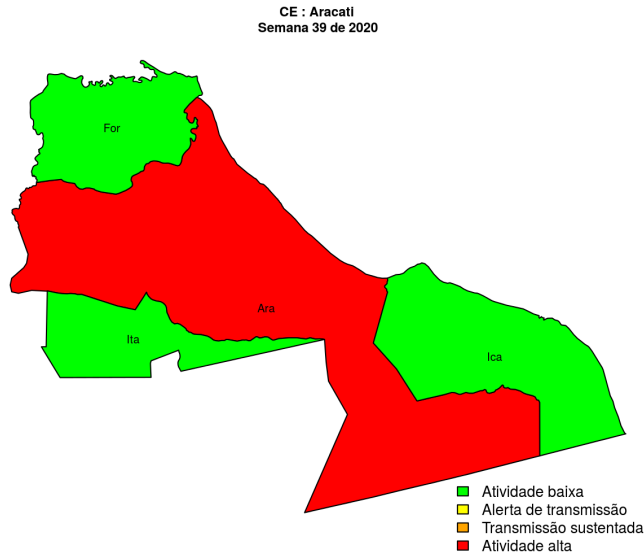 CE : Aracati
Semana 39 de 2020
For
Ara
Ita
Ica
Atividade baixa
Alerta de transmissão
Transmissão sustentada
Atividade alta